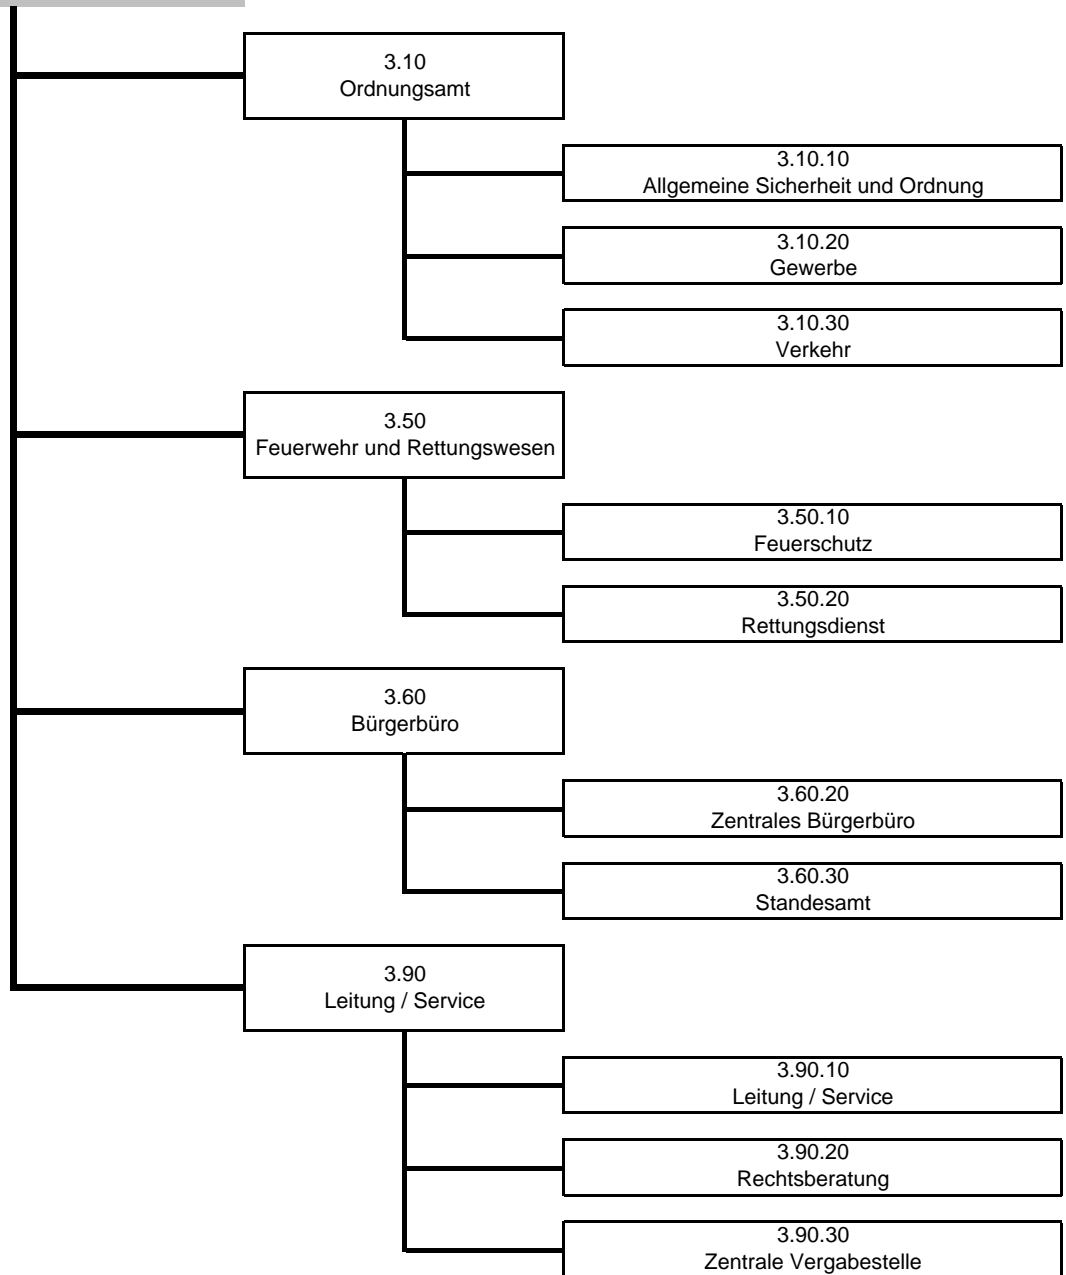 3.10
Ordnungsamt
3.10.10
Allgemeine Sicherheit und Ordnung
3.10.20
Gewerbe
3.10.30
Verkehr
3.50
Feuerwehr und Rettungswesen
3.50.10
Feuerschutz
3.50.20
Rettungsdienst
3.60
Bürgerbüro
3.60.20
Zentrales Bürgerbüro
3.60.30
Standesamt
3.90
Leitung / Service
3.90.10
Leitung / Service
3.90.20
Rechtsberatung
3.90.30
Zentrale Vergabestelle